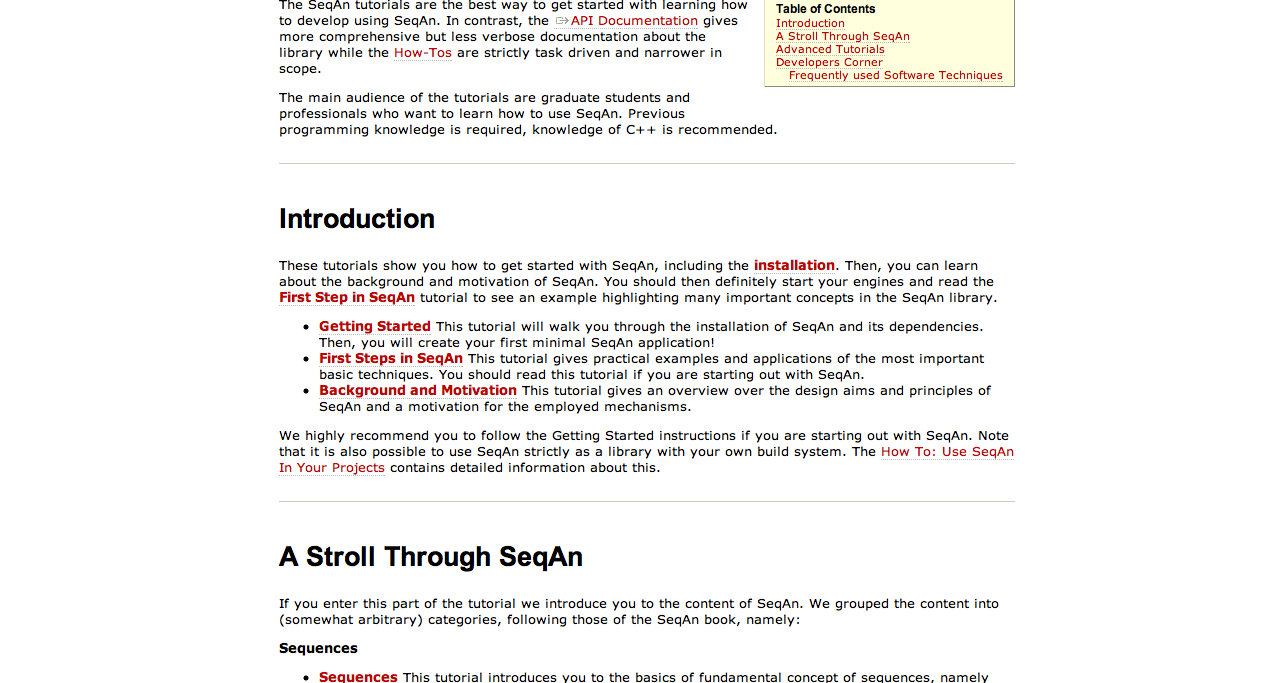 The SeqAn tutorials are the best way to get started with learning how
to develop using SeqAn. In contrast, the API Documentation gives
more comprehensive but less verbose documentation about the
library while the How-Tos are strictly task driven and narrower in
scope.
The main audience of the tutorials are graduate students and
professionals who want to learn how to use SeqAn. Previous
programming knowledge is required, knowledge of C++ is recommended.
Table of Contents
Introduction
A Stroll Through SeqAn
Advanced Tutorials
Developers Corner
Frequently used Software Techniques
Introduction
These tutorials show you how to get started with SeqAn, including the installation. Then, you can learn
about the background and motivation of SeqAn. You should then definitely start your engines and read the
First Step in SeqAn tutorial to see an example highlighting many important concepts in the SeqAn library.
• Getting Started This tutorial will walk you through the installation of SeqAn and its dependencies.
Then, you will create your first minimal SeqAn application!
• First Steps in SeqAn This tutorial gives practical examples and applications of the most important
basic techniques. You should read this tutorial if you are starting out with SeqAn.
• Background and Motivation This tutorial gives an overview over the design aims and principles of
SeqAn and a motivation for the employed mechanisms.
We highly recommend you to follow the Getting Started instructions if you are starting out with SeqAn. Note
that it is also possible to use SeqAn strictly as a library with your own build system. The How To: Use SeqAn
In Your Projects contains detailed information about this.
A Stroll Through SeqAn
If you enter this part of the tutorial we introduce you to the content of SeqAn. We grouped the content into
(somewhat arbitrary) categories, following those of the SeqAn book, namely:
Sequences
• Sequences This tutorial introduces you to the basics of fundamental concept of sequences, namely